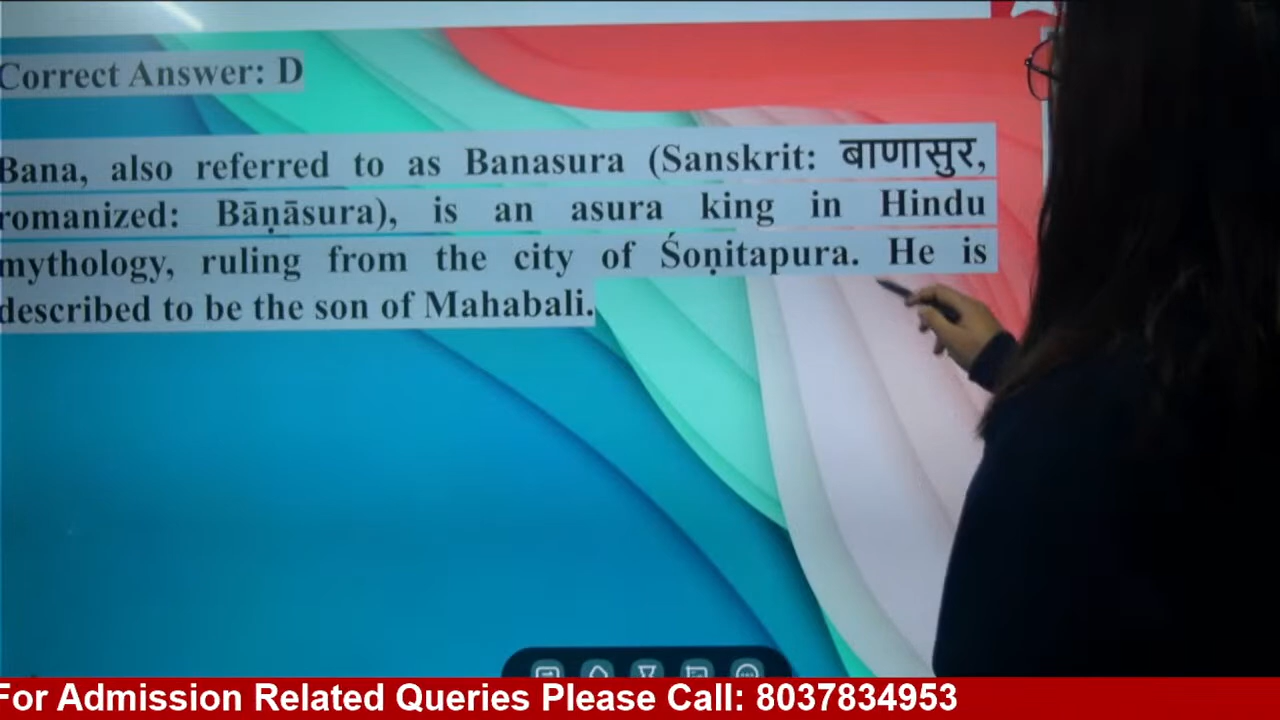 Correct Answer: D
Bana, also referred to as Banasura (Sanskrit: बाणासुर,
romanized: Bāṇāsura), is an asura king in Hindu
mythology, ruling from the city of Śoṇitapura. He is
described to be the son of Mahabali.
For Admission Related Queries Please Call: 8037834953